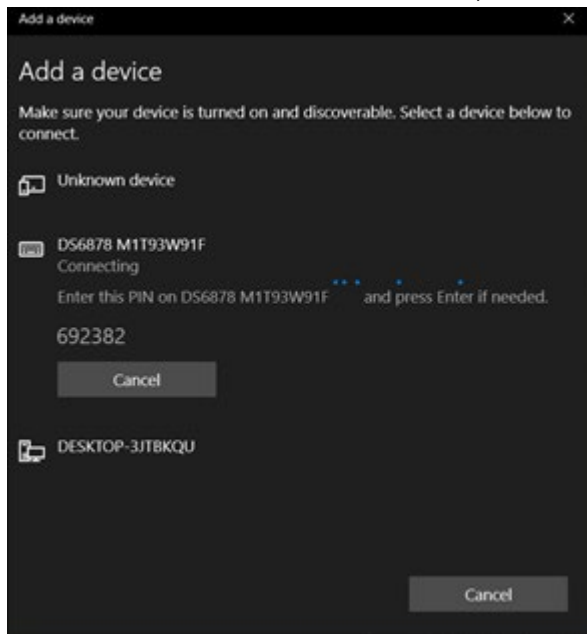 Add a device
Add a device
Make sure your device is turned on and discoverable. Select a device below to
connect.
Unknown device
DS6878 M1T93W91F
Connecting
Enter this PIN on DS6878 M1T93W91F and press Enter if needed.
692382
Cancel
DESKTOP-3JTBKQU
Cancel